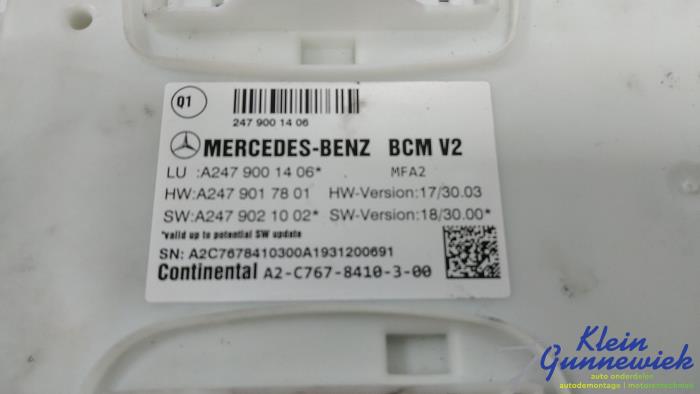 Q1
247 900 14 06
MERCEDES-BENZ BCM V2
LU :A247 900 14 06* MFA2
HW:A247 901 78 01 HW-Version:17/30.03
SW:A247 902 10 02* SW-Version:18/30.00*
*valid up to potential SW update
SN: A2C7678410300A1931200691
Continental A2-C767-8410-3-00
Klein
Gunnewiek
auto onderdelen
autodemontage | motorentechniek